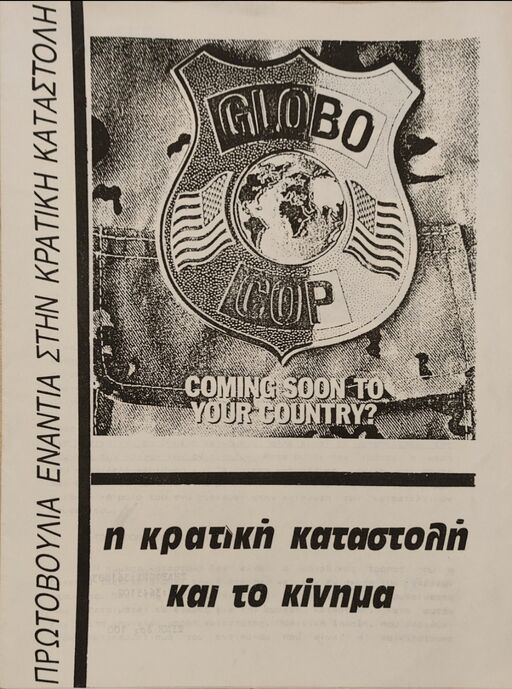 ΠΡΩΤΟΒΟΥΛΙΑ ΕΝΑΝΤΙΑ ΣΤΗΝ ΚΡΑΤΙΚΗ ΚΑΤΑΣΤΟΛΗ
GLOBO
COP
COMING SOON TO
YOUR COUNTRY?
η κρατική καταστολή
και το κίνημα